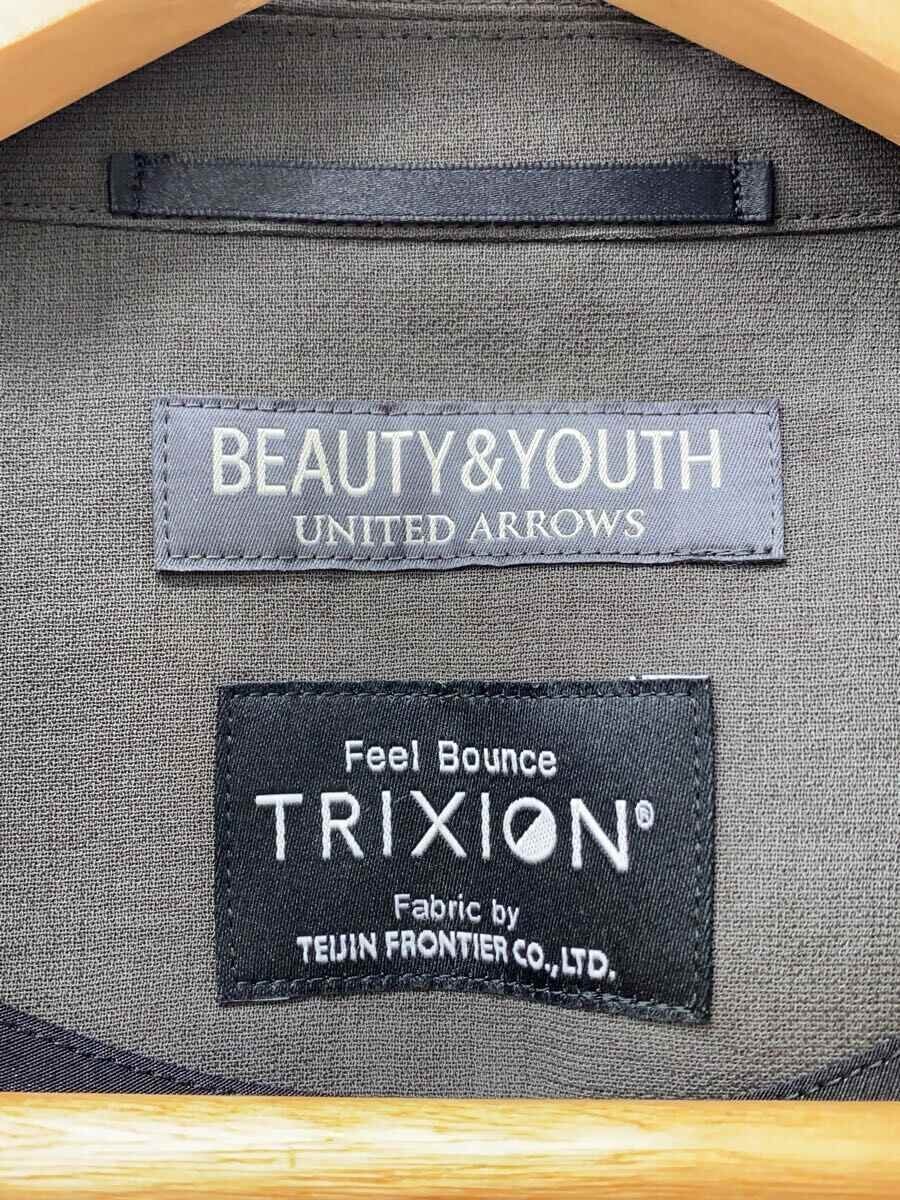 BEAUTY&YOUTH
UNITED ARROWS
Feel Bounce
TRIXION®
Fabric by
TEIJIN FRONTIER CO.,LTD.